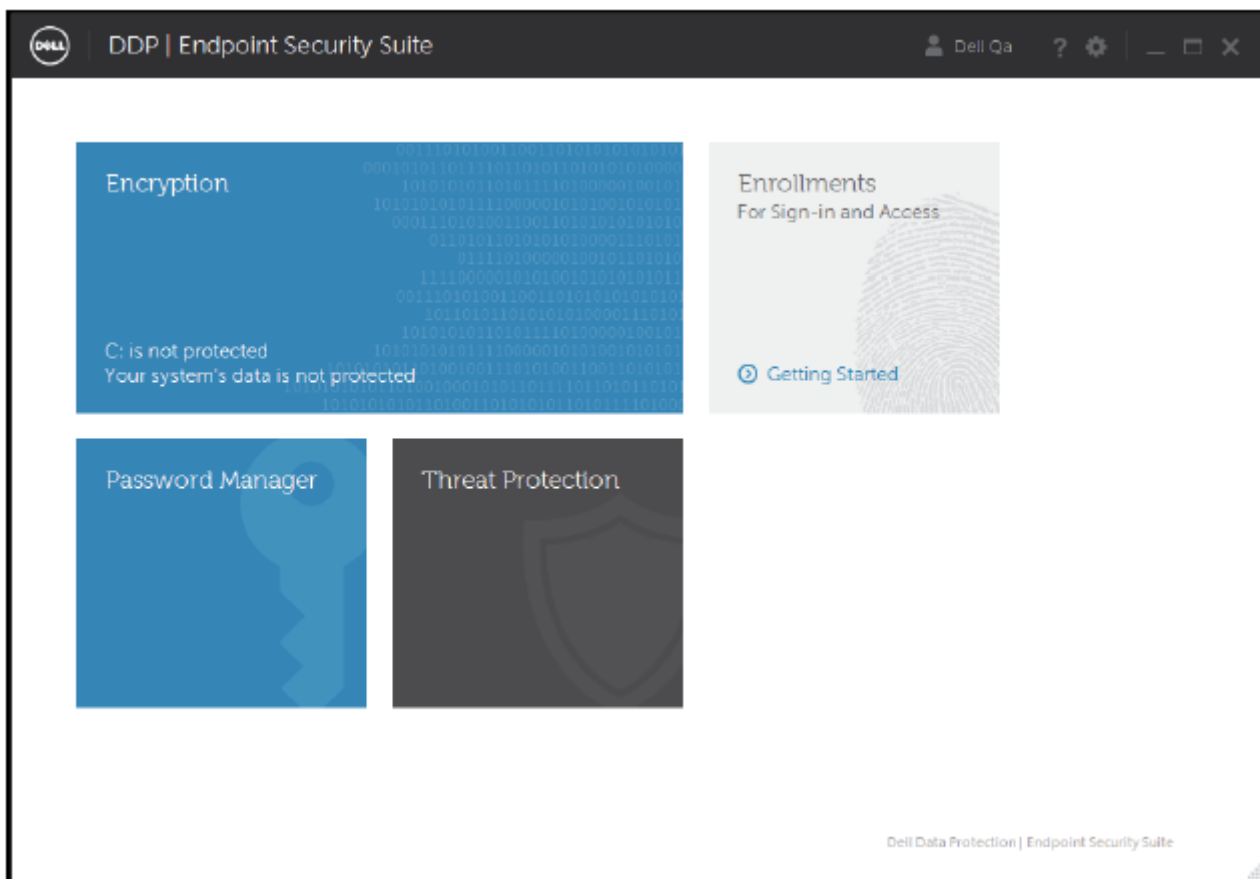 DELL
DDP | Endpoint Security Suite
Dell Qa
?
Encryption
C: is not protected
Your system's data is not protected
Enrollments
For Sign-in and Access
Getting Started
Password Manager
Threat Protection
Dell Data Protection | Endpoint Security Suite